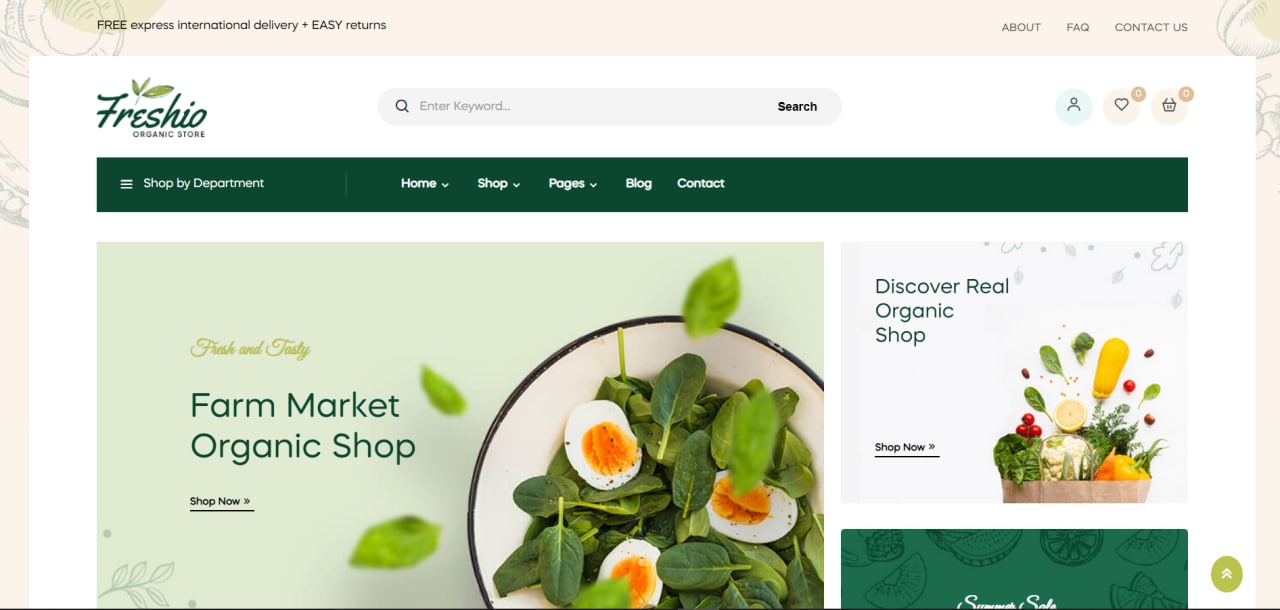 FREE express international delivery + EASY returns
ABOUT FAQ CONTACT US
Freshio
ORGANIC STORE
Enter Keyword...
Search
0
0
Shop by Department
Home Shop Pages Blog Contact
Fresh and Tasty
Farm Market
Organic Shop
Shop Now »
Discover Real
Organic
Shop
Shop Now »
Summer Sale